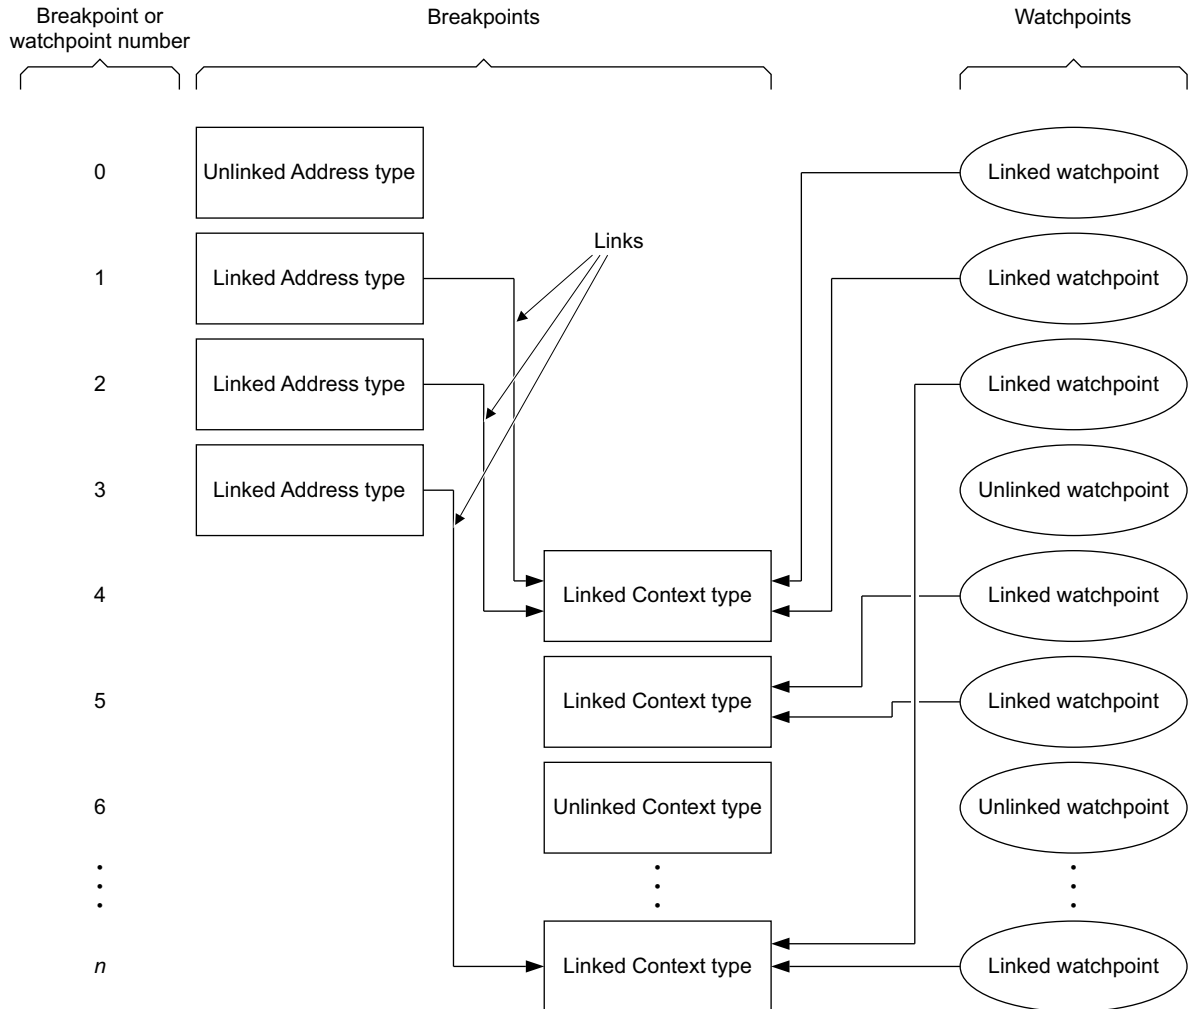 Breakpoint or
watchpoint number
Breakpoints
Watchpoints
0
Unlinked Address type
Linked watchpoint
Links
1
Linked Address type
Linked watchpoint
2
Linked Address type
Linked watchpoint
3
Linked Address type
Unlinked watchpoint
4
Linked Context type
Linked watchpoint
5
Linked Context type
Linked watchpoint
6
Unlinked Context type
Unlinked watchpoint
n
Linked Context type
Linked watchpoint